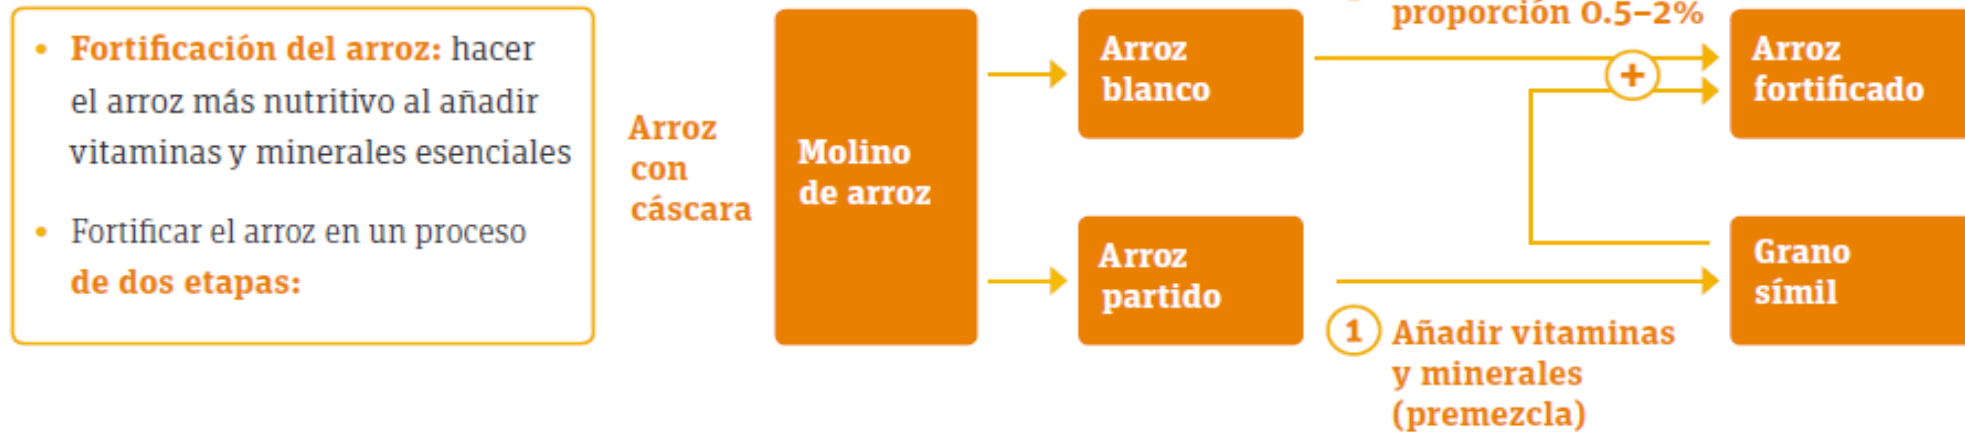 • Fortificación del arroz: hacer
el arroz más nutritivo al añadir
vitaminas y minerales esenciales
• Fortificar el arroz en un proceso
de dos etapas:
Arroz
con
cáscara
Molino
de arroz
Arroz
blanco
Arroz
partido
proporción 0.5–2%
+
1 Añadir vitaminas
y minerales
(premezcla)
Arroz
fortificado
Grano
símil